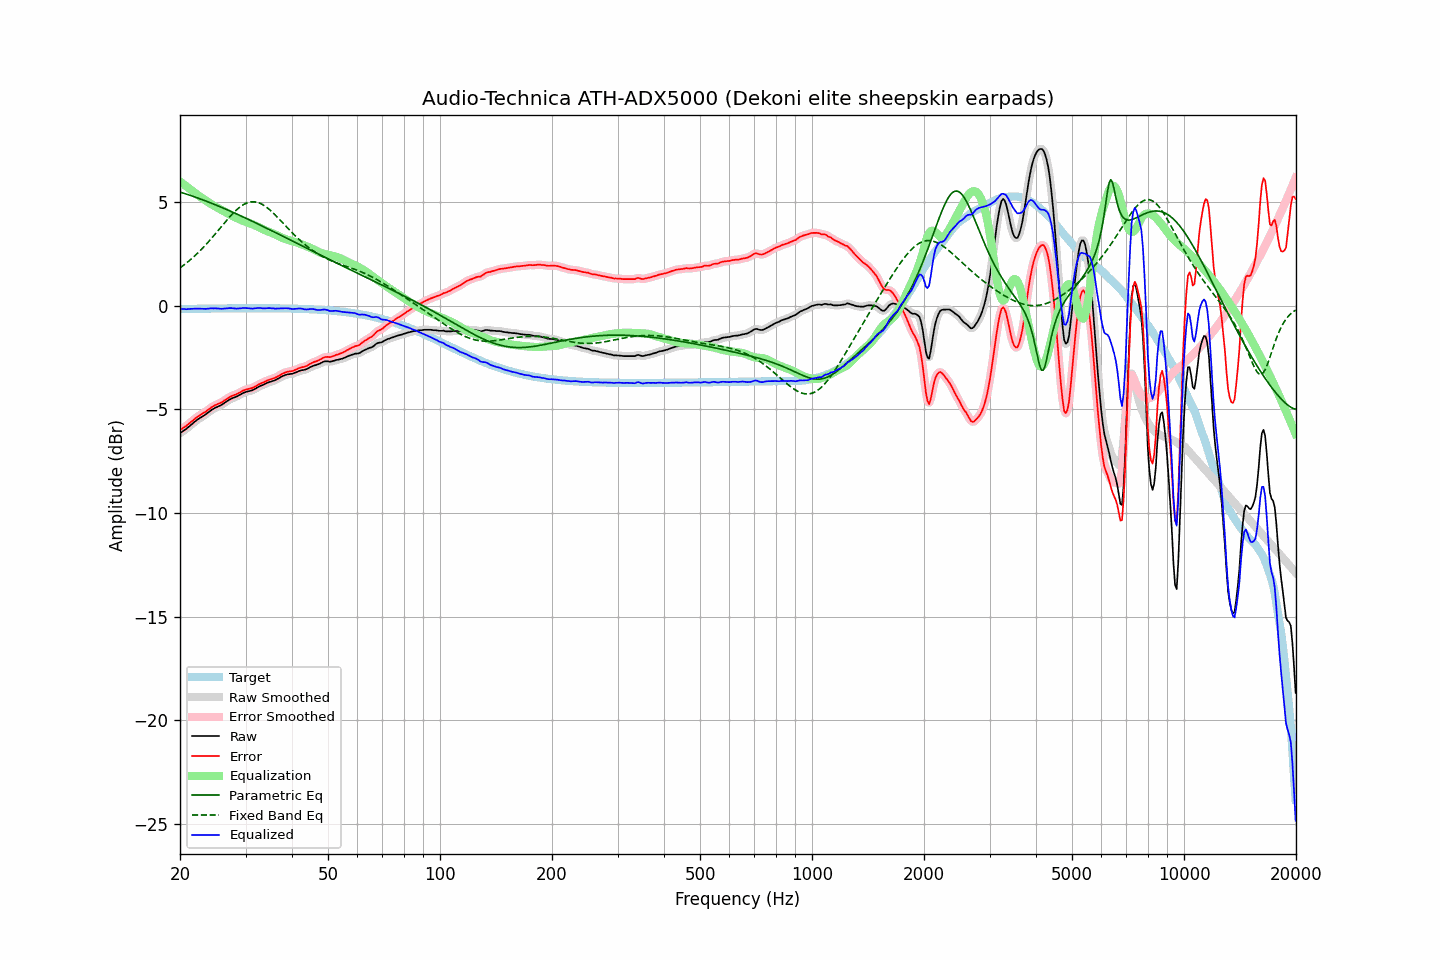 Audio-Technica ATH-ADX5000 (Dekoni elite sheepskin earpads)
Amplitude (dBr)
5
0
−5
−10
−15
−20
−25
Target
Raw Smoothed
Error Smoothed
Raw
Error
Equalization
Parametric Eq
Fixed Band Eq
Equalized
20 50 100 200 500 1000 2000 5000 10000 20000
Frequency (Hz)